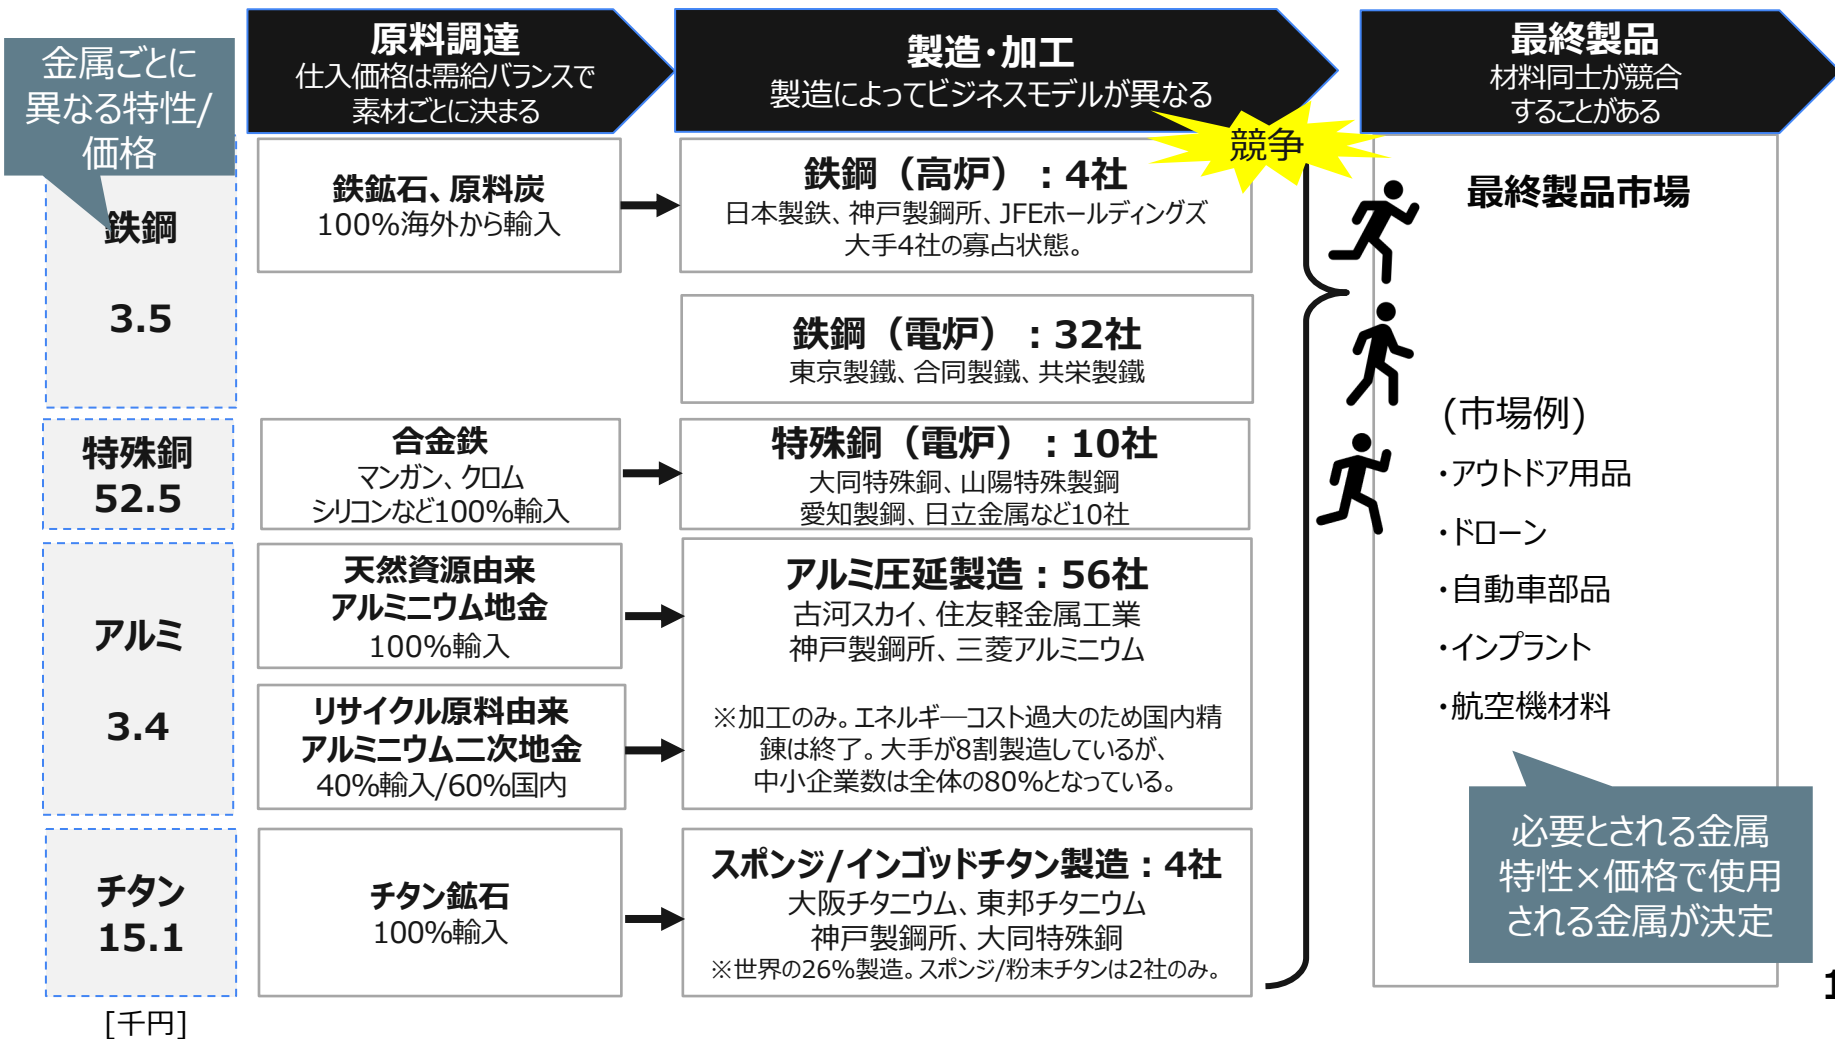 原料調達
仕入価格は需給バランスで
素材ごとに決まる
製造・加工
製造によってビジネスモデルが異なる
最終製品
材料同士が競合
することがある
金属ごとに
異なる特性/
価格
競争
鉄鋼
3.5
鉄鉱石、原料炭
100%海外から輸入
鉄鋼（高炉）：4社
日本製鉄、神戸製鋼所、JFEホールディングズ
大手4社の寡占状態。
鉄鋼（電炉）：32社
東京製鐵、合同製鐵、共栄製鐵
特殊銅
52.5
合金鉄
マンガン、クロム
シリコンなど100%輸入
特殊銅（電炉）：10社
大同特殊銅、山陽特殊製鋼
愛知製鋼、日立金属など10社
アルミ
3.4
天然資源由来
アルミニウム地金
100%輸入
リサイクル原料由来
アルミニウム二次地金
40%輸入/60%国内
アルミ圧延製造：56社
古河スカイ、住友軽金属工業
神戸製鋼所、三菱アルミニウム
※加工のみ。エネルギ―コスト過大のため国内精
錬は終了。大手が8割製造しているが、
中小企業数は全体の80%となっている。
チタン
15.1
チタン鉱石
100%輸入
スポンジ/インゴッドチタン製造：4社
大阪チタニウム、東邦チタニウム
神戸製鋼所、大同特殊銅
※世界の26%製造。スポンジ/粉末チタンは2社のみ。
[千円]
最終製品市場
(市場例)
・アウトドア用品
・ドローン
・自動車部品
・インプラント
・航空機材料
必要とされる金属
特性×価格で使用
される金属が決定